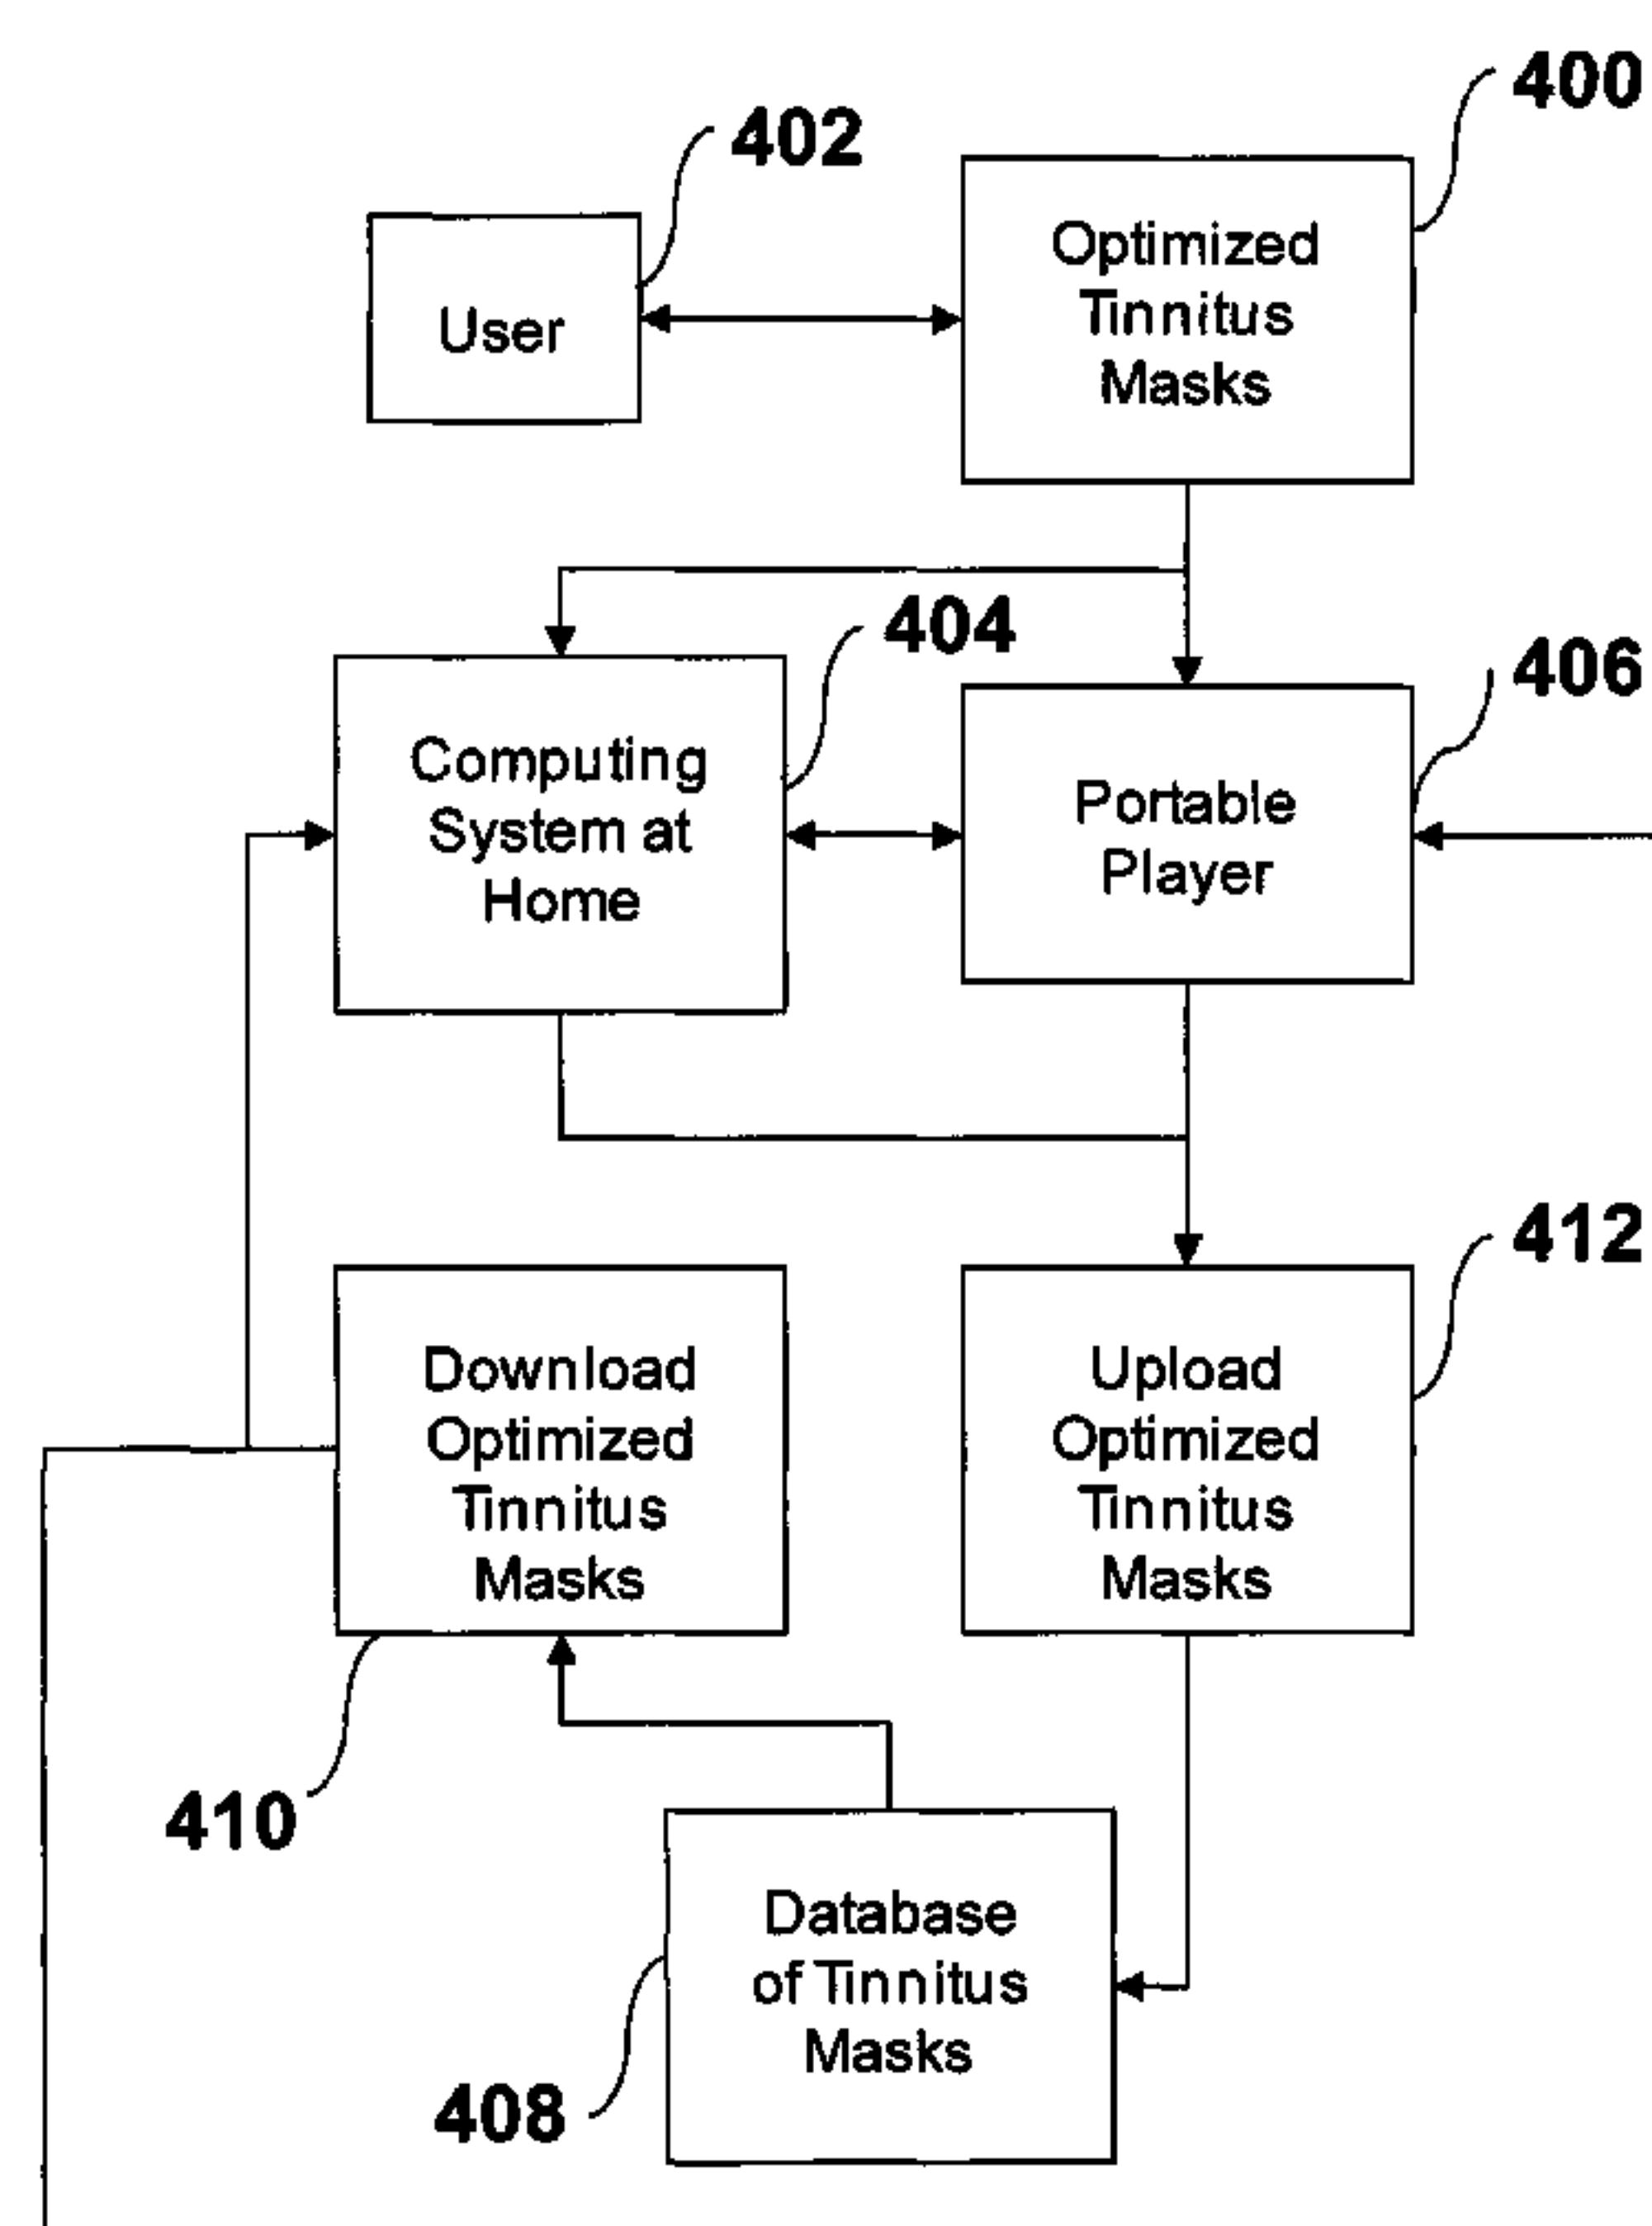 400
402
Optimized
Tinnitus
Masks
User
404
406
Computing
System at
Home
Portable
Player
412
Download
Optimized
Tinnitus
Masks
Upload
Optimized
Tinnitus
Masks
410
Database
of Tinnitus
Masks
408